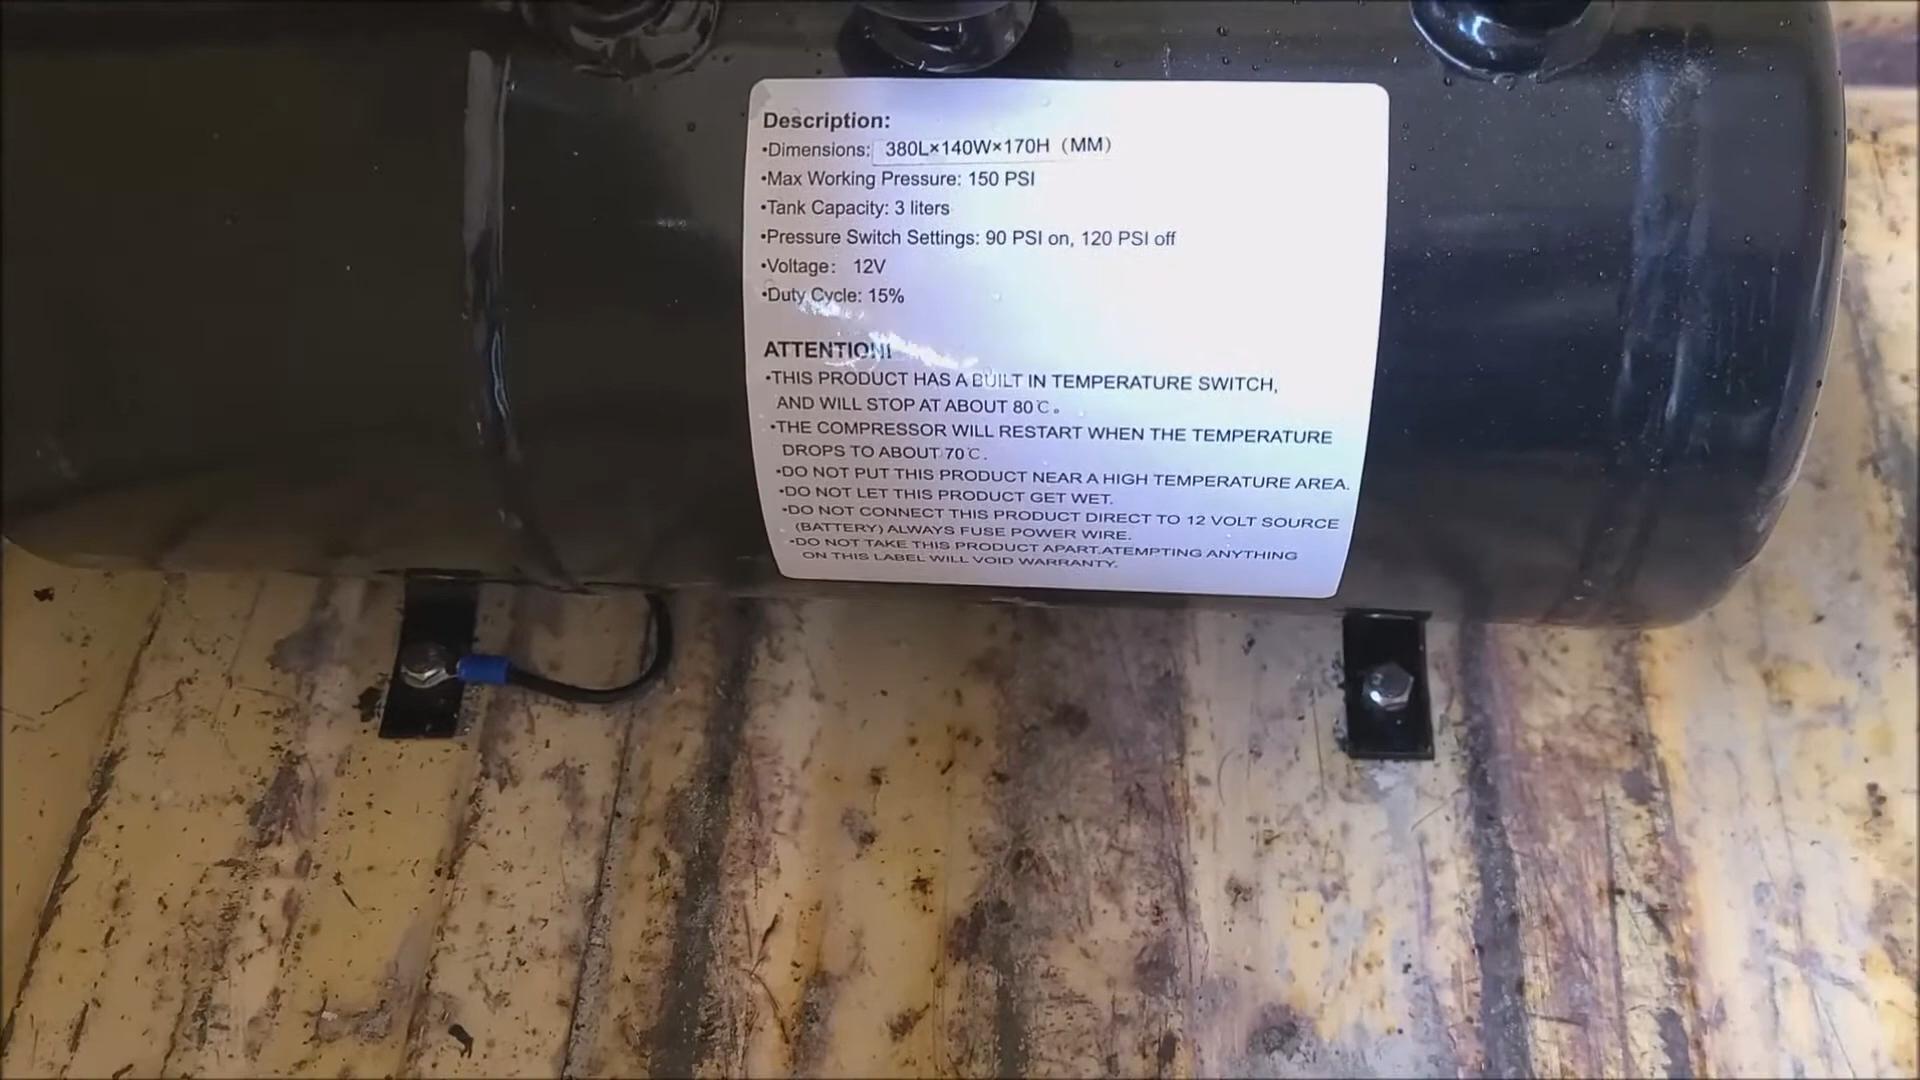 Description:
•Dimensions: 380L×140W×170H (MM)
•Max Working Pressure: 150 PSI
•Tank Capacity: 3 liters
•Pressure Switch Settings: 90 PSI on, 120 PSI off
•Voltage: 12V
•Duty Cycle: 15%
ATTENTION!
•THIS PRODUCT HAS A BUILT IN TEMPERATURE SWITCH,
AND WILL STOP AT ABOUT 80℃。
•THE COMPRESSOR WILL RESTART WHEN THE TEMPERATURE
DROPS TO ABOUT 70℃.
•DO NOT PUT THIS PRODUCT NEAR A HIGH TEMPERATURE AREA.
•DO NOT LET THIS PRODUCT GET WET.
•DO NOT CONNECT THIS PRODUCT DIRECT TO 12 VOLT SOURCE
(BATTERY) ALWAYS FUSE POWER WIRE.
•DO NOT TAKE THIS PRODUCT APART.ATEMPTING ANYTHING
ON THIS LABEL WILL VOID WARRANTY.